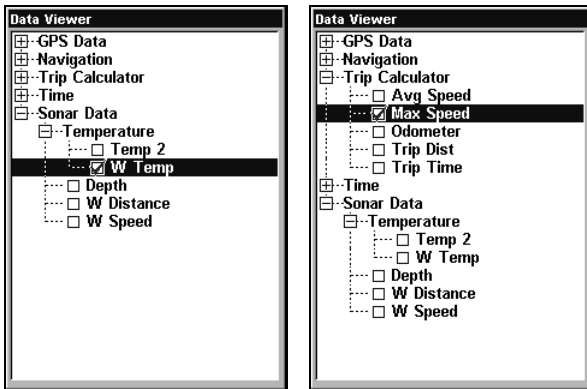 Data Viewer
GPS Data
Navigation
Trip Calculator
Time
Sonar Data
Temperature
Temp 2
W Temp
Depth
W Distance
W Speed
Data Viewer
GPS Data
Navigation
Trip Calculator
Avg Speed
Max Speed
Odometer
Trip Dist
Trip Time
Time
Sonar Data
Temperature
Temp 2
W Temp
Depth
W Distance
W Speed